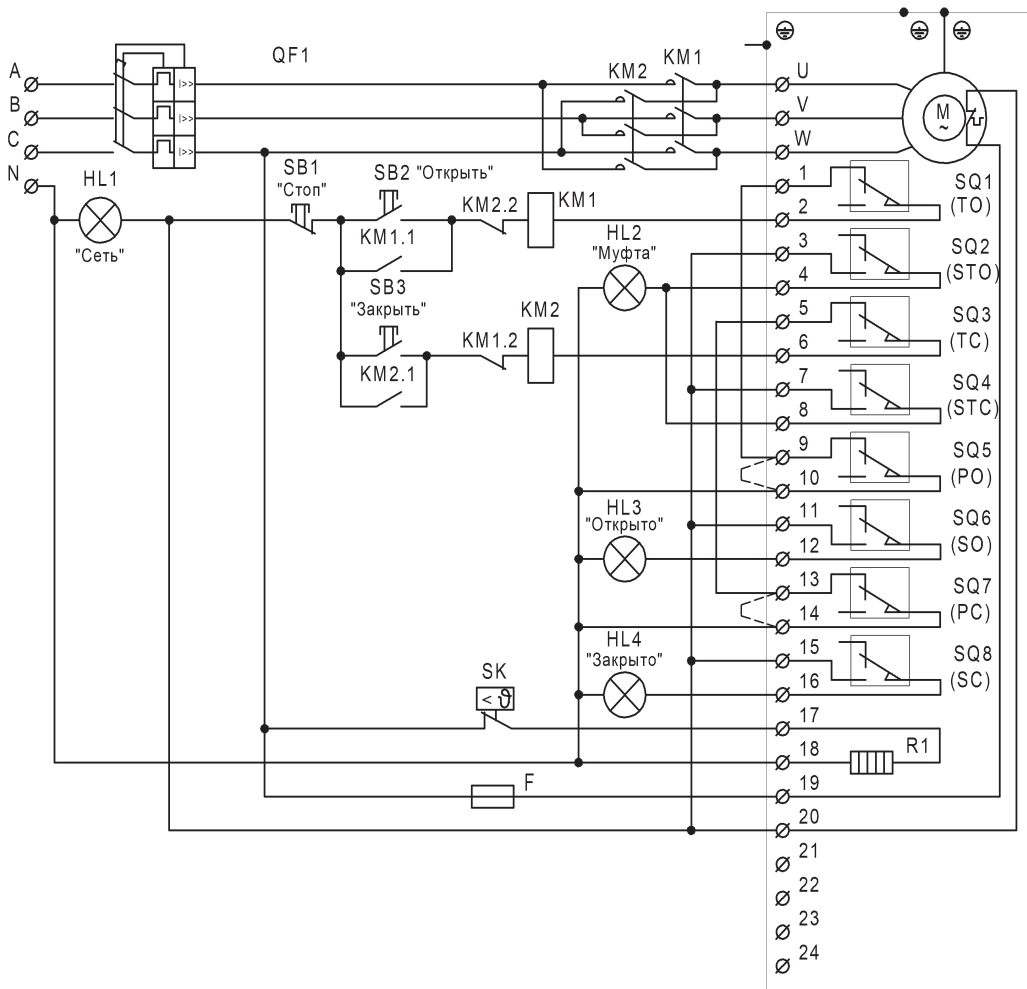 QF1
A
B
C
N
KM2
KM1
I>>
I>>
I>>
U
V
W
M
~
HL1
"Сеть"
SB1
"Стоп"
SB2 "Открыть"
KM1.1
KM2.2
KM1
SB3
"Закрыть"
KM2.1
KM1.2
KM2
HL2
"Муфта"
HL3
"Открыто"
HL4
"Закрыто"
SK
< ϑ
F
R1
1
2
3
4
5
6
7
8
9
10
11
12
13
14
15
16
17
18
19
20
21
22
23
24
SQ1
(TO)
SQ2
(STO)
SQ3
(TC)
SQ4
(STC)
SQ5
(PO)
SQ6
(SO)
SQ7
(PC)
SQ8
(SC)